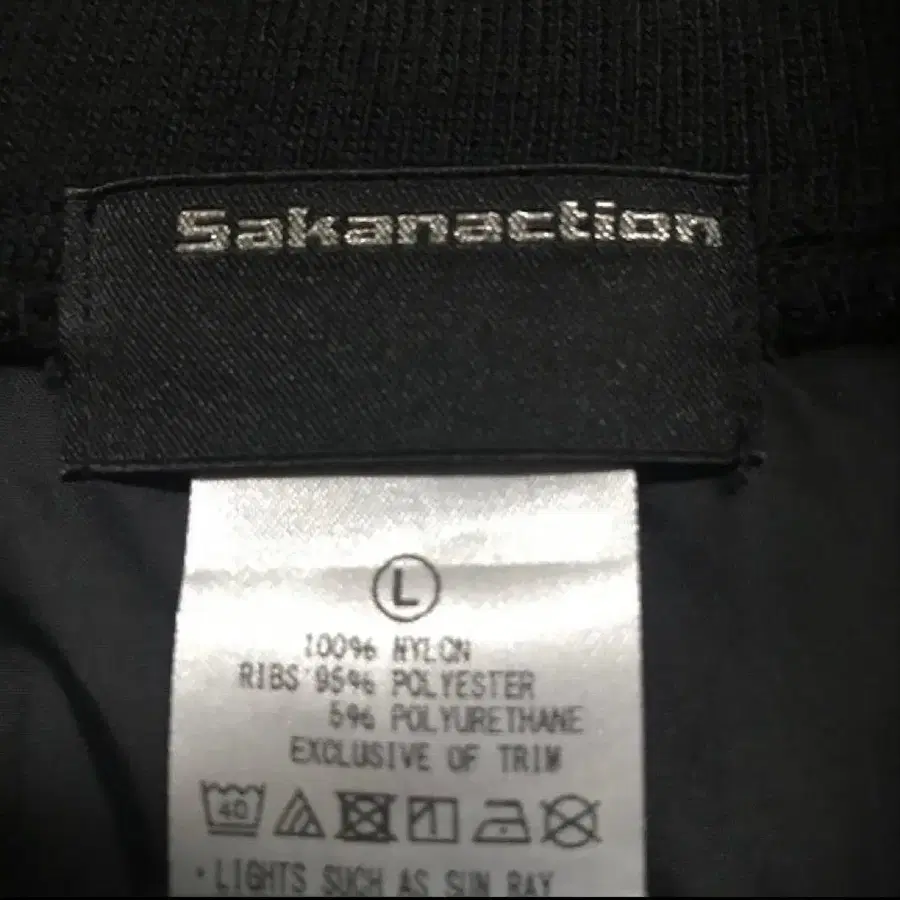 Sakanaction
L
100% NYLON
RIBS 95% POLYESTER
5% POLYURETHANE
EXCLUSIVE OF TRIM
40
• LIGHTS SUCH AS SUN RAY